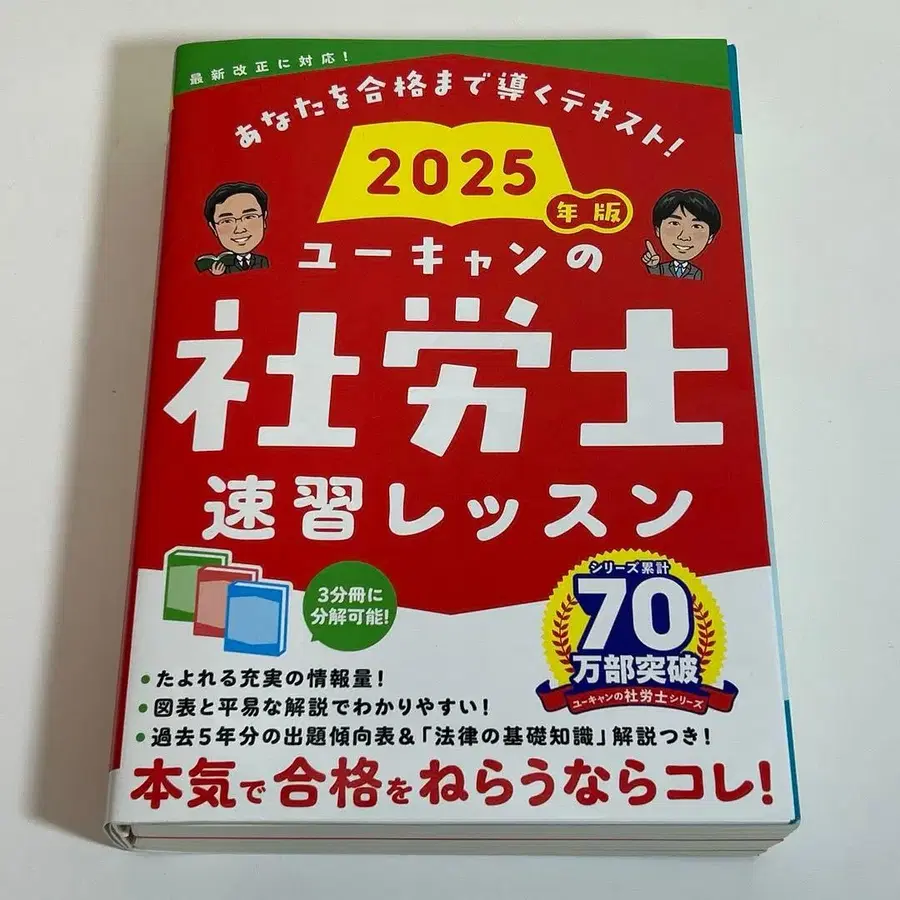 最新改正に対応!
あなたを合格まで導くテキスト!
2025
年版
ユーキャンの
社労士
速習レッスン
3分冊に
分解可能!
シリーズ累計
70
万部突破
ユーキャンの社労士シリーズ
•たよれる充実の情報量!
•図表と平易な解説でわかりやすい!
•過去5年分の出題傾向表&「法律の基礎知識」解説つき!
本気で合格をねらうならコレ!